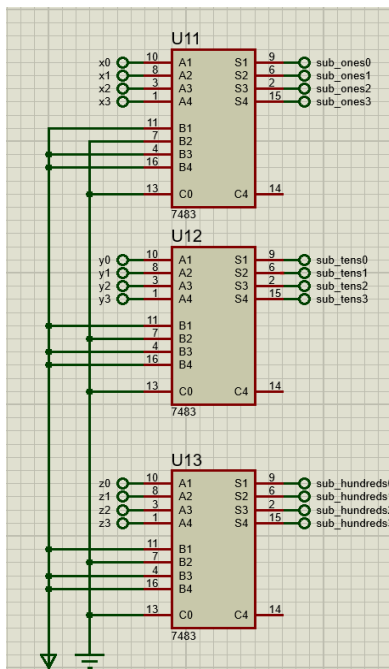 U11
x0 10 A1 S1 9 sub_ones0
x1 8 A2 S2 6 sub_ones1
x2 3 A3 S3 2 sub_ones2
x3 1 A4 S4 15 sub_ones3
11 B1
7 B2
4 B3
16 B4
13 C0 C4 14
7483
U12
y0 10 A1 S1 9 sub_tens0
y1 8 A2 S2 6 sub_tens1
y2 3 A3 S3 2 sub_tens2
y3 1 A4 S4 15 sub_tens3
11 B1
7 B2
4 B3
16 B4
13 C0 C4 14
7483
U13
z0 10 A1 S1 9 sub_hundreds
z1 8 A2 S2 6 sub_hundreds
z2 3 A3 S3 2 sub_hundreds
z3 1 A4 S4 15 sub_hundreds
11 B1
7 B2
4 B3
16 B4
13 C0 C4 14
7483